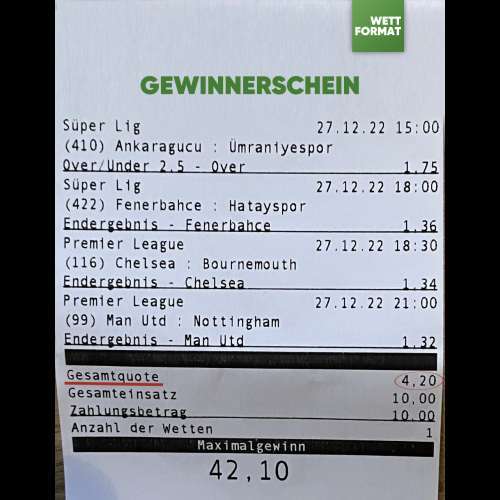 WETT
FORMAT
GEWINNERSCHEIN
Süper Lig 27.12.22 15:00
(410) Ankaragucu : Ümraniyespor
Over/Under 2.5 - Over 1,75
Süper Lig 27.12.22 18:00
(422) Fenerbahce : Hatayspor
Endergebnis - Fenerbahce 1,36
Premier League 27.12.22 18:30
(116) Chelsea : Bournemouth
Endergebnis - Chelsea 1,34
Premier League 27.12.22 21:00
(99) Man Utd : Nottingham
Endergebnis - Man Utd 1,32
Gesamtquote 4,20
Gesamteinsatz 10,00
Zahlungsbetrag 10,00
Anzahl der Wetten 1
Maximalgewinn
42,10